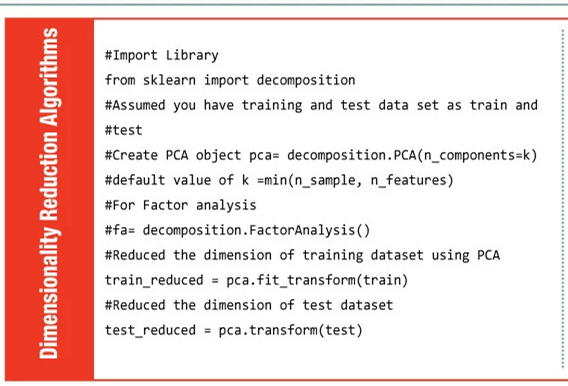 Dimensionality Reduction Algorithms
#Import Library
from sklearn import decomposition
#Assumed you have training and test data set as train and
#test
#Create PCA object pca= decomposition.PCA(n_components=k)
#default value of k =min(n_sample, n_features)
#For Factor analysis
#fa= decomposition.FactorAnalysis()
#Reduced the dimension of training dataset using PCA
train_reduced = pca.fit_transform(train)
#Reduced the dimension of test dataset
test_reduced = pca.transform(test)